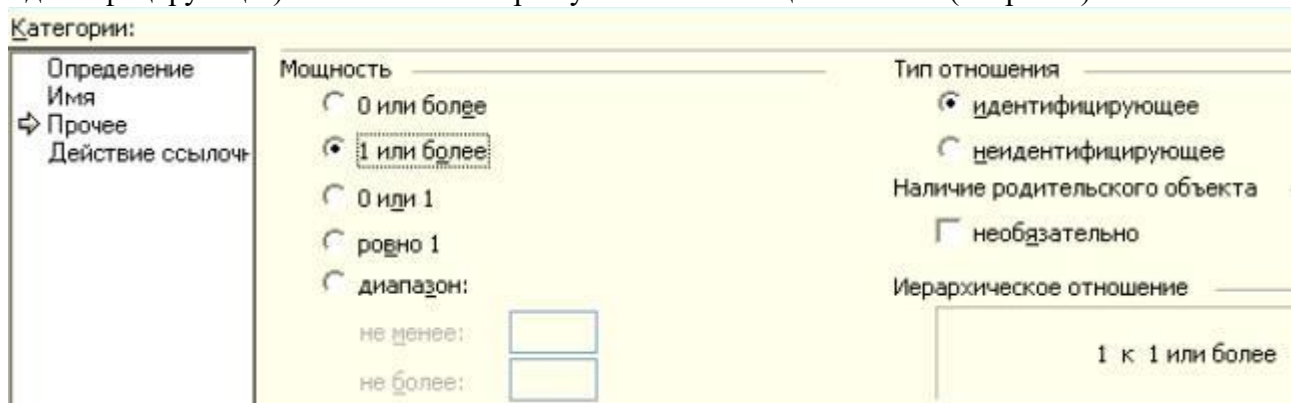 Категории:
Определение
Имя
Прочее
Действие ссылочн
Мощность
0 или более
1 или более
0 или 1
ровно 1
диапазон:
не менее:
не более:
Тип отношения
идентифицирующее
неидентифицирующее
Наличие родительского объекта
необязательно
Иерархическое отношение
1 к 1 или более